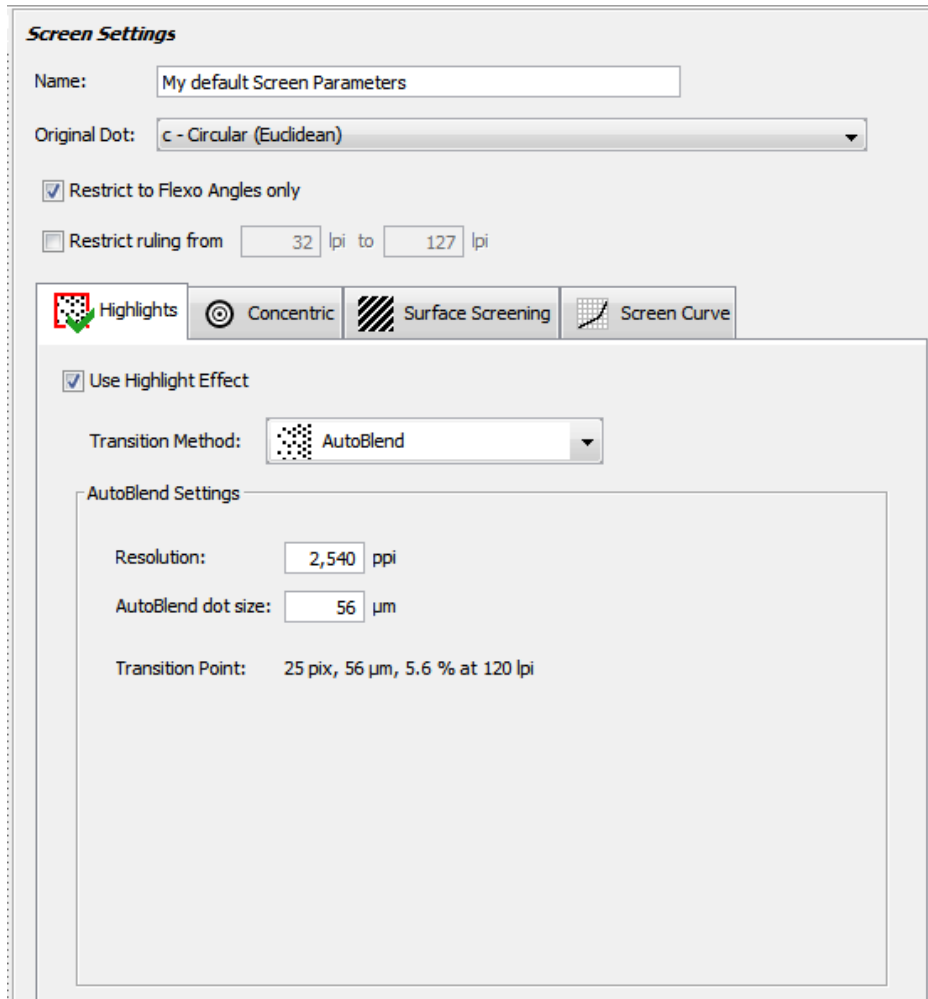 Screen Settings
Name: My default Screen Parameters
Original Dot: c - Circular (Euclidean)
Restrict to Flexo Angles only
Restrict ruling from 32 lpi to 127 lpi
Highlights Concentric Surface Screening Screen Curve
Use Highlight Effect
Transition Method: AutoBlend
AutoBlend Settings
Resolution: 2,540 ppi
AutoBlend dot size: 56 µm
Transition Point: 25 pix, 56 µm, 5.6 % at 120 lpi